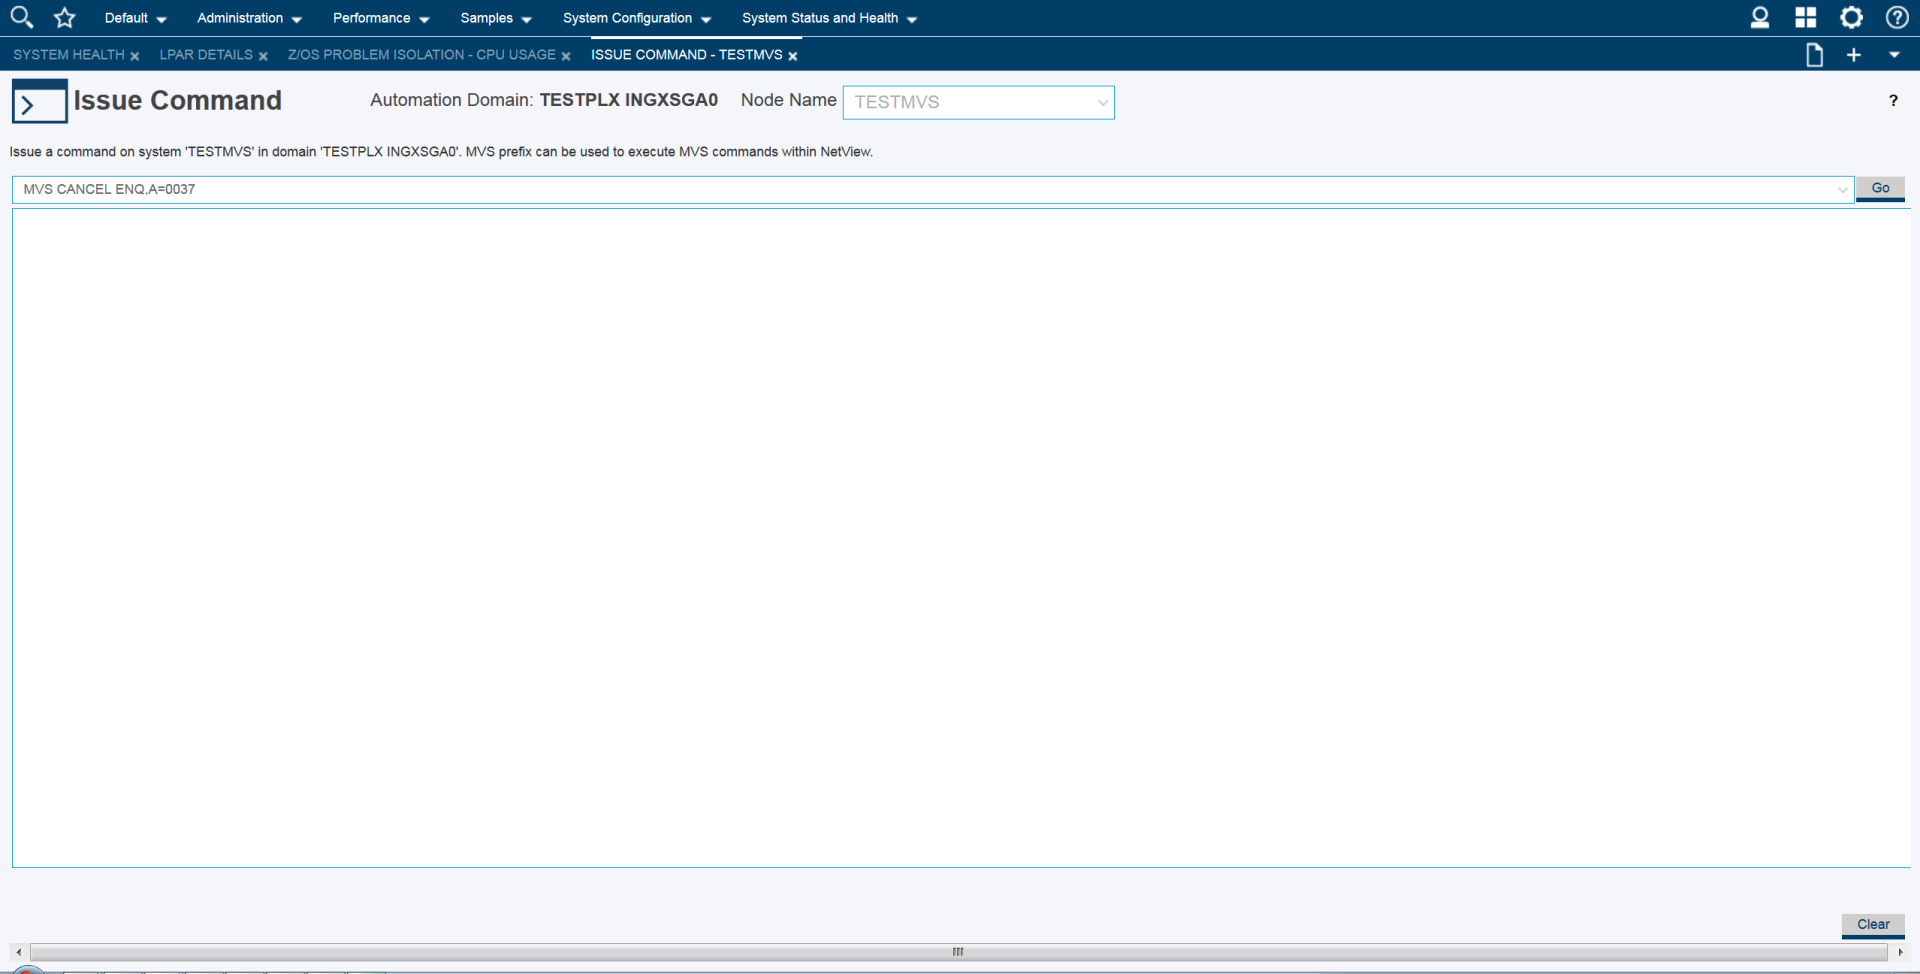 Default Administration Performance Samples System Configuration System Status and Health
SYSTEM HEALTH LPAR DETAILS Z/OS PROBLEM ISOLATION - CPU USAGE ISSUE COMMAND - TESTMVS
Issue Command Automation Domain: TESTPLX INGXSGA0 Node Name TESTMVS ?
Issue a command on system 'TESTMVS' in domain 'TESTPLX INGXSGA0'. MVS prefix can be used to execute MVS commands within NetView.
MVS CANCEL ENQ,A=0037 Go
Clear